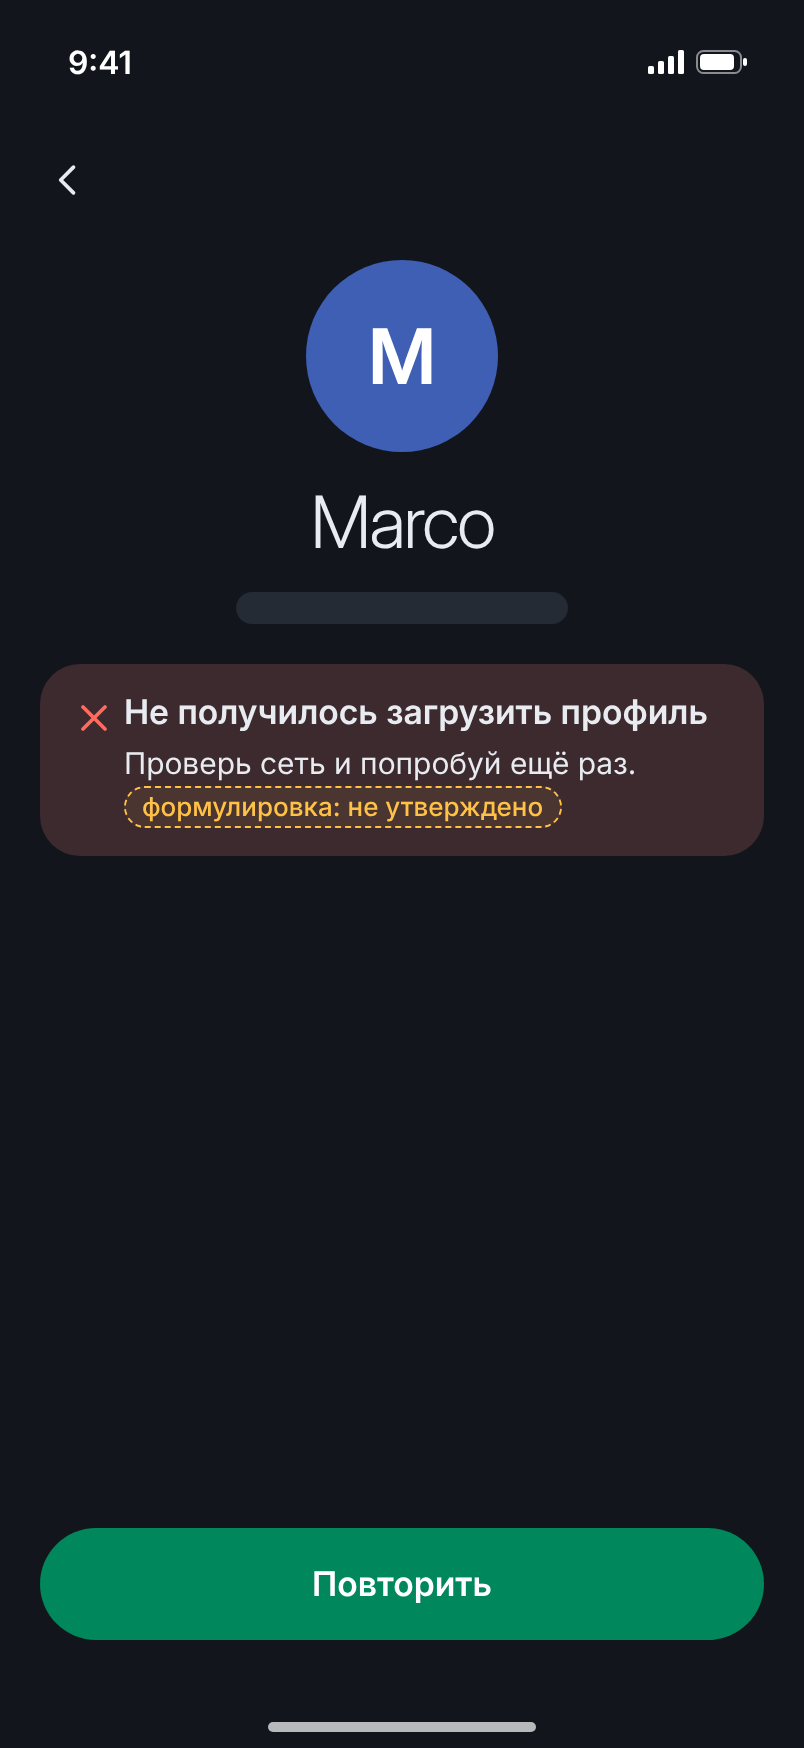 9:41
M
Marco
Не получилось загрузить профиль
Проверь сеть и попробуй ещё раз.
формулировка: не утверждено
Повторить